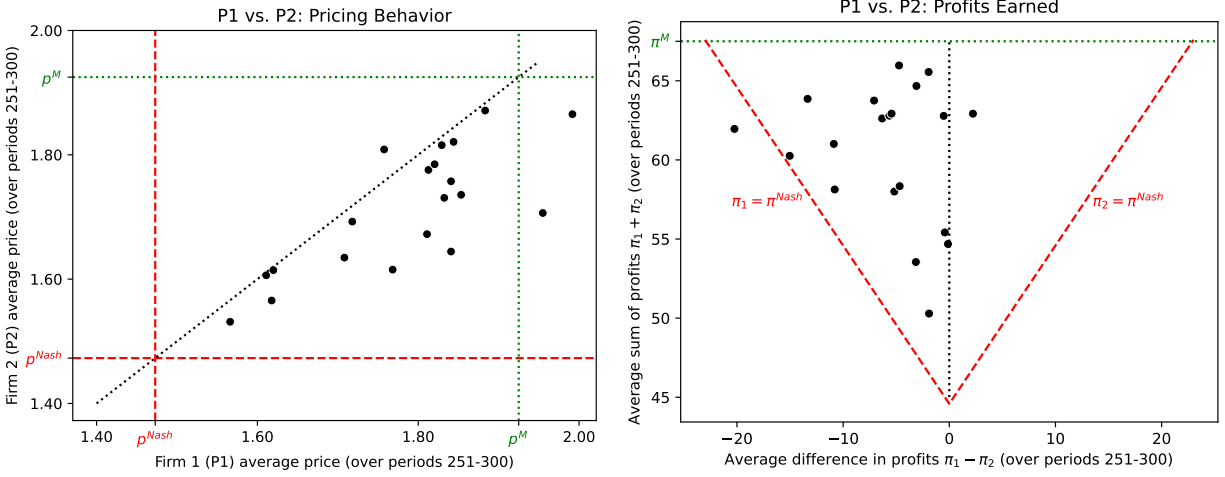 P1 vs. P2: Pricing Behavior
Firm 2 (P2) average price (over periods 251-300)
2.00
p^M
1.80
1.60
p^Nash
1.40
1.40
p^Nash
1.60
1.80
p^M
2.00
Firm 1 (P1) average price (over periods 251-300)
P1 vs. P2: Profits Earned
Average sum of profits π₁ + π₂ (over periods 251-300)
π^M
65
60
55
50
45
π₁ = π^Nash
π₂ = π^Nash
−20
−10
0
10
20
Average difference in profits π₁ − π₂ (over periods 251-300)